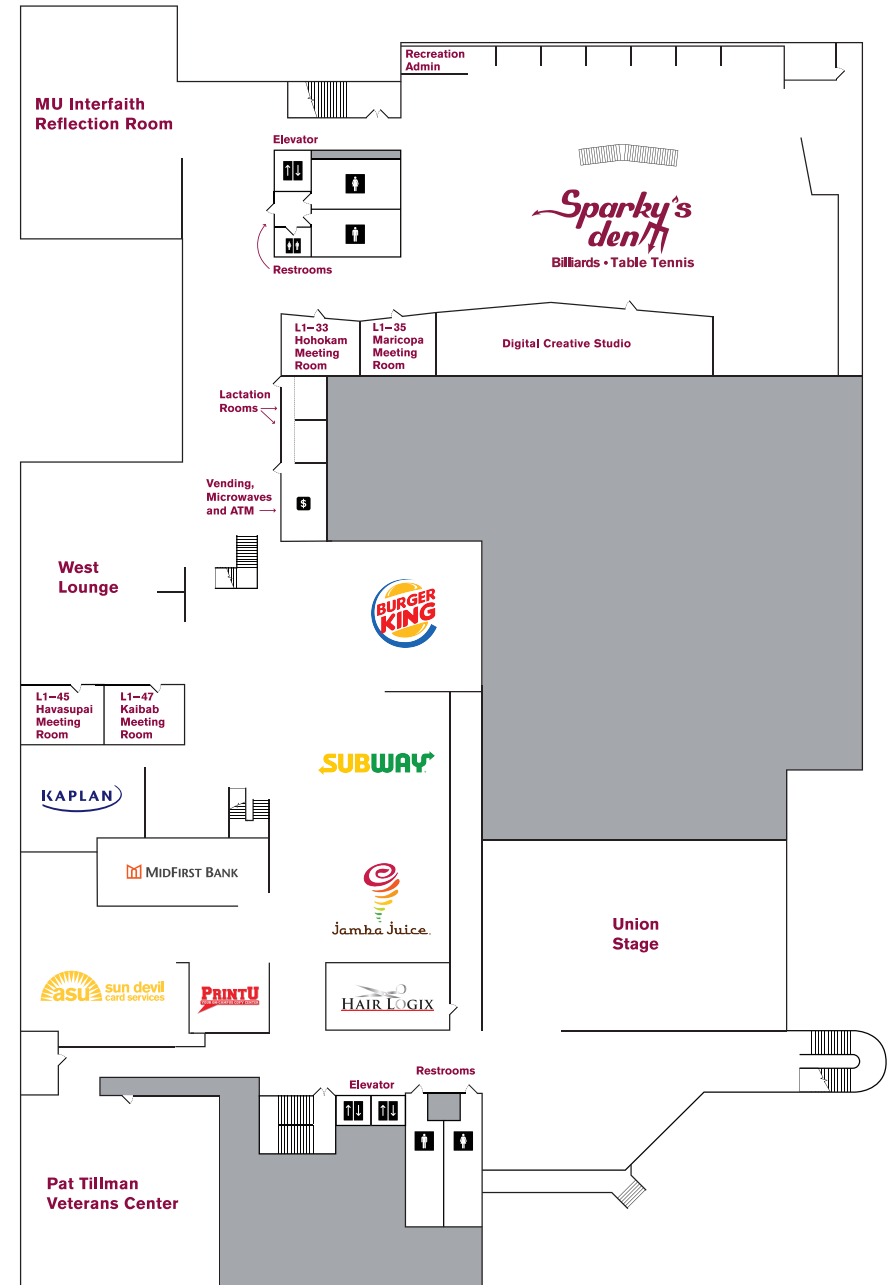 Recreation
Admin
MU Interfaith
Reflection Room
Elevator
Restrooms
Sparky's
den
Billiards • Table Tennis
L1–33
Hohokam
Meeting
Room
L1–35
Maricopa
Meeting
Room
Digital Creative Studio
Lactation
Rooms
Vending,
Microwaves
and ATM
$
West
Lounge
BURGER
KING
L1–45
Havasupai
Meeting
Room
L1–47
Kaibab
Meeting
Room
SUBWAY
KAPLAN
MIDFIRST BANK
Jamba Juice
Union
Stage
asu sun devil
card services
PRINTU
HAIR LOGIX
Restrooms
Elevator
Pat Tillman
Veterans Center